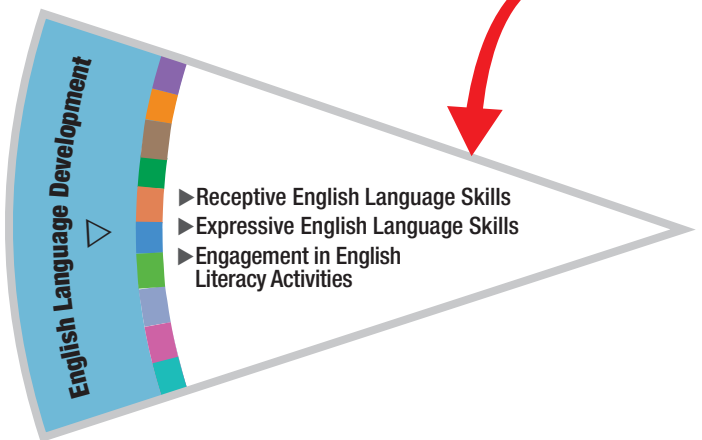 English Language Development
▶Receptive English Language Skills
▶Expressive English Language Skills
▶Engagement in English
Literacy Activities